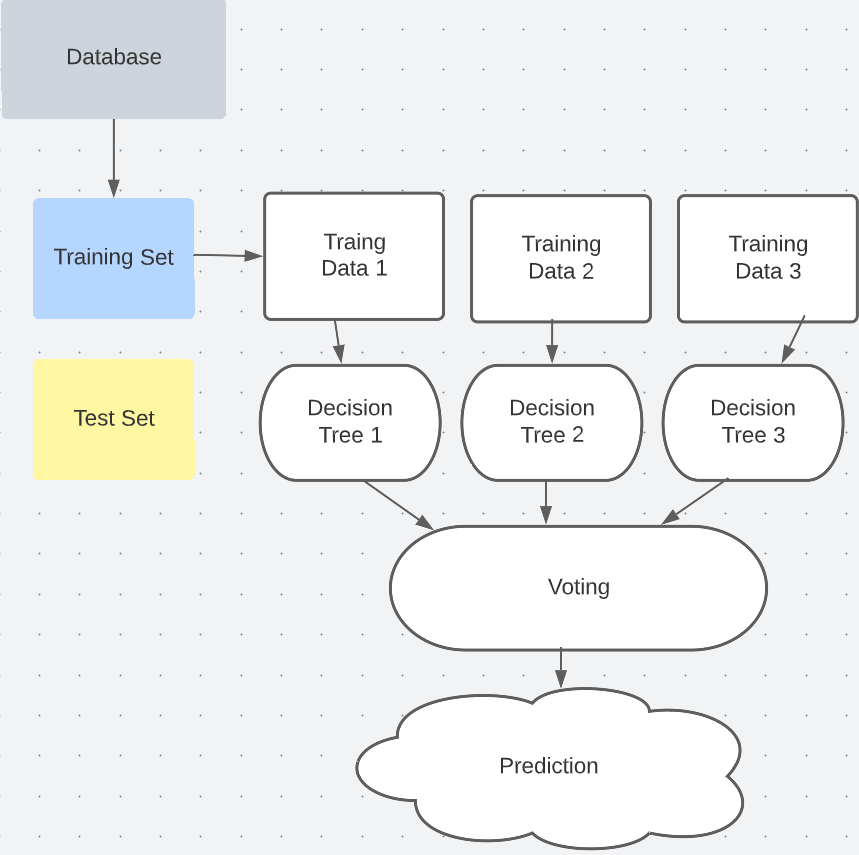 Database
Training Set
Traing
Data 1
Training
Data 2
Training
Data 3
Test Set
Decision
Tree 1
Decision
Tree 2
Decision
Tree 3
Voting
Prediction